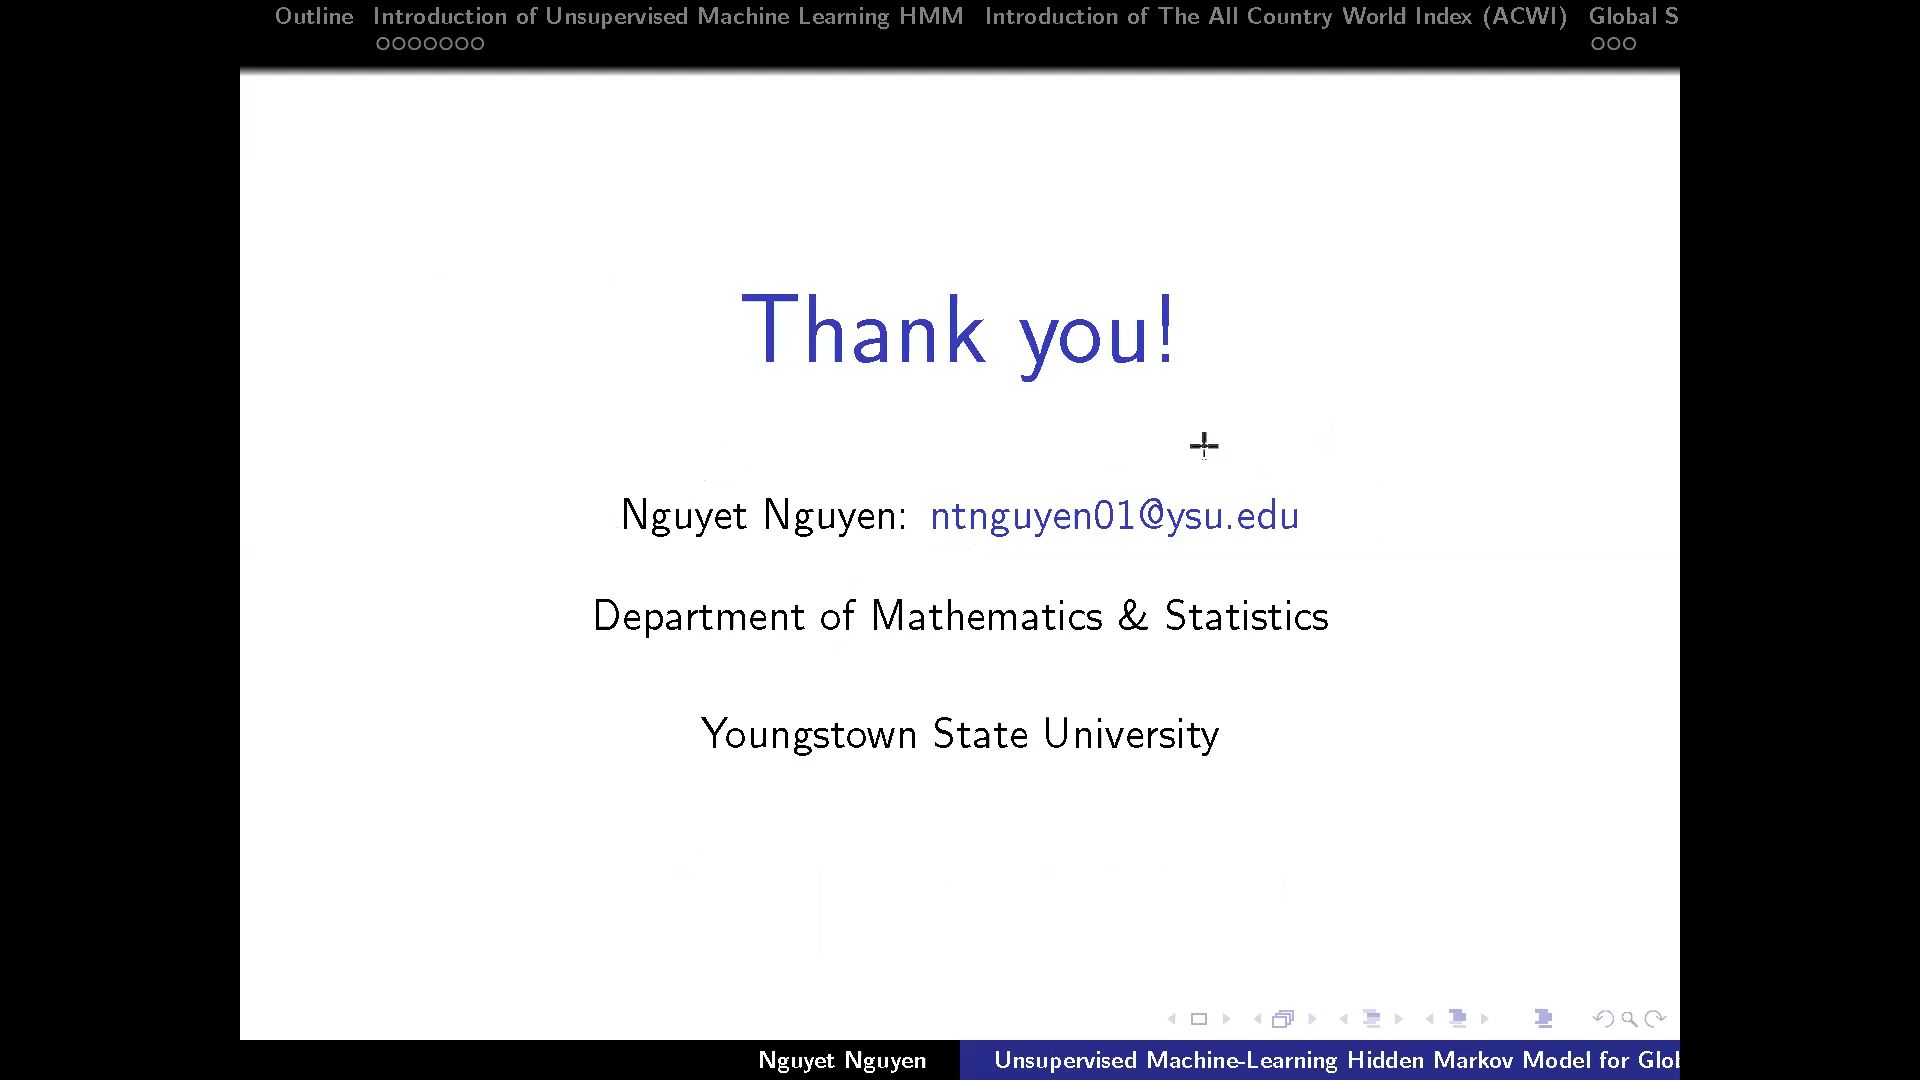 Outline Introduction of Unsupervised Machine Learning HMM Introduction of The All Country World Index (ACWI) Global S
Thank you!
Nguyet Nguyen: ntnguyen01@ysu.edu
Department of Mathematics & Statistics
Youngstown State University
Nguyet Nguyen Unsupervised Machine-Learning Hidden Markov Model for Glob